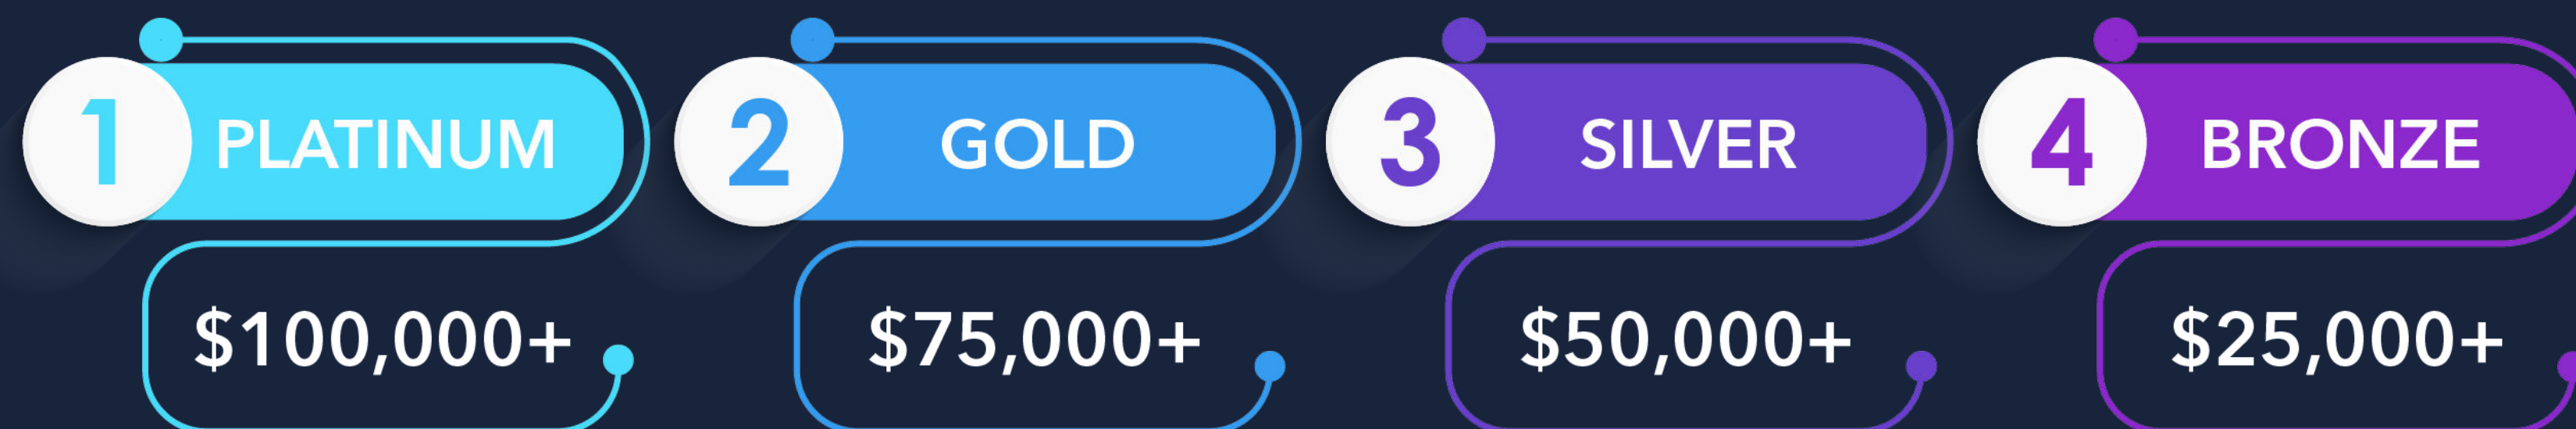 1 PLATINUM
$100,000+
2 GOLD
$75,000+
3 SILVER
$50,000+
4 BRONZE
$25,000+